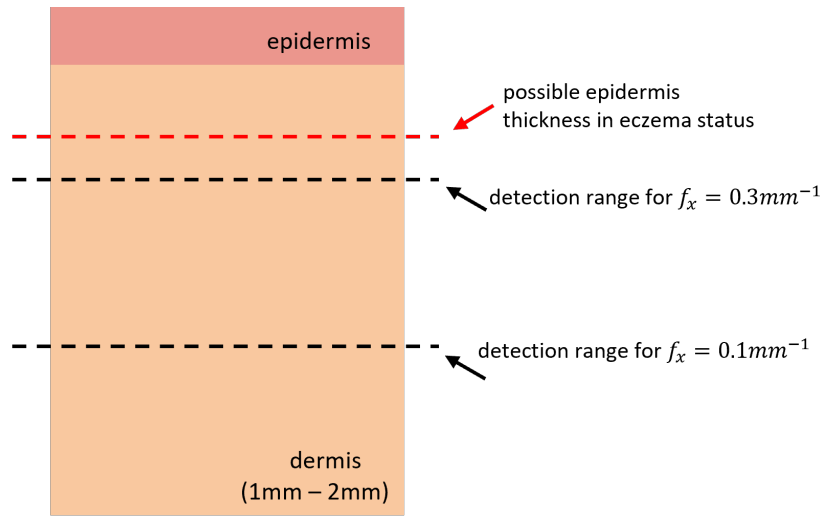 epidermis
possible epidermis
thickness in eczema status
detection range for $f_x = 0.3mm^{-1}$
detection range for $f_x = 0.1mm^{-1}$
dermis
(1mm – 2mm)